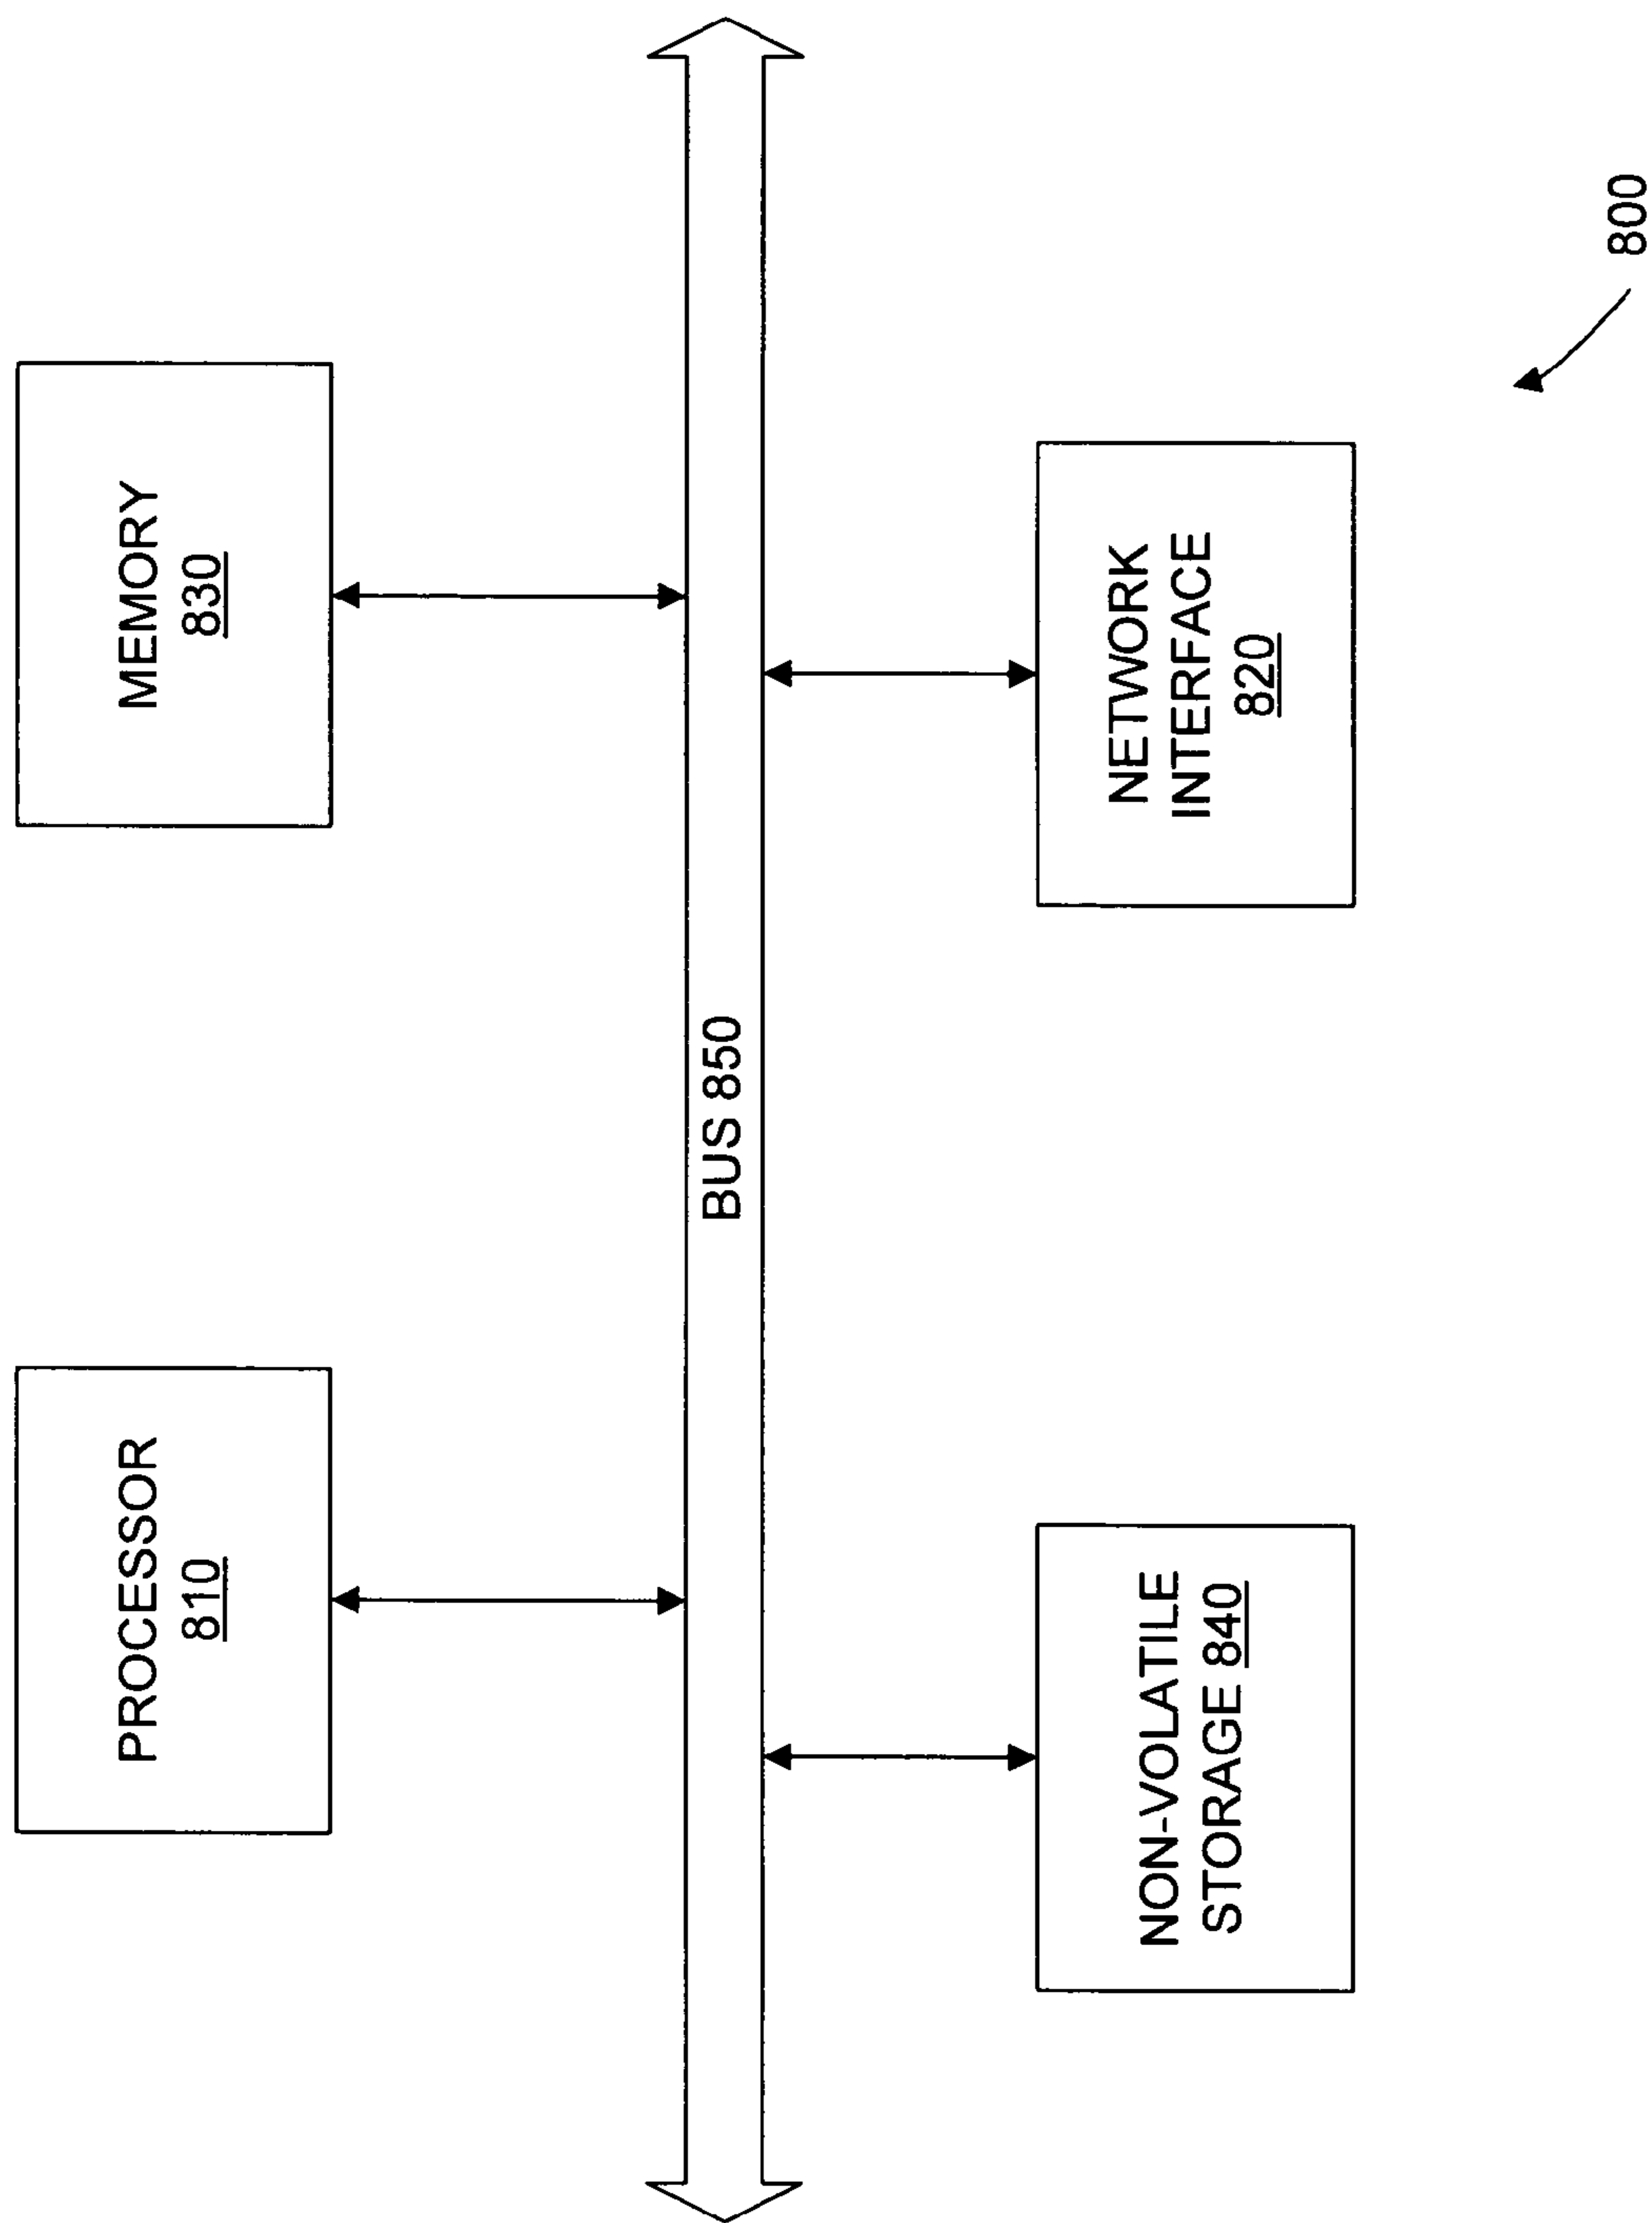 PROCESSOR
810
MEMORY
830
BUS 850
NON-VOLATILE
STORAGE 840
NETWORK
INTERFACE
820
800